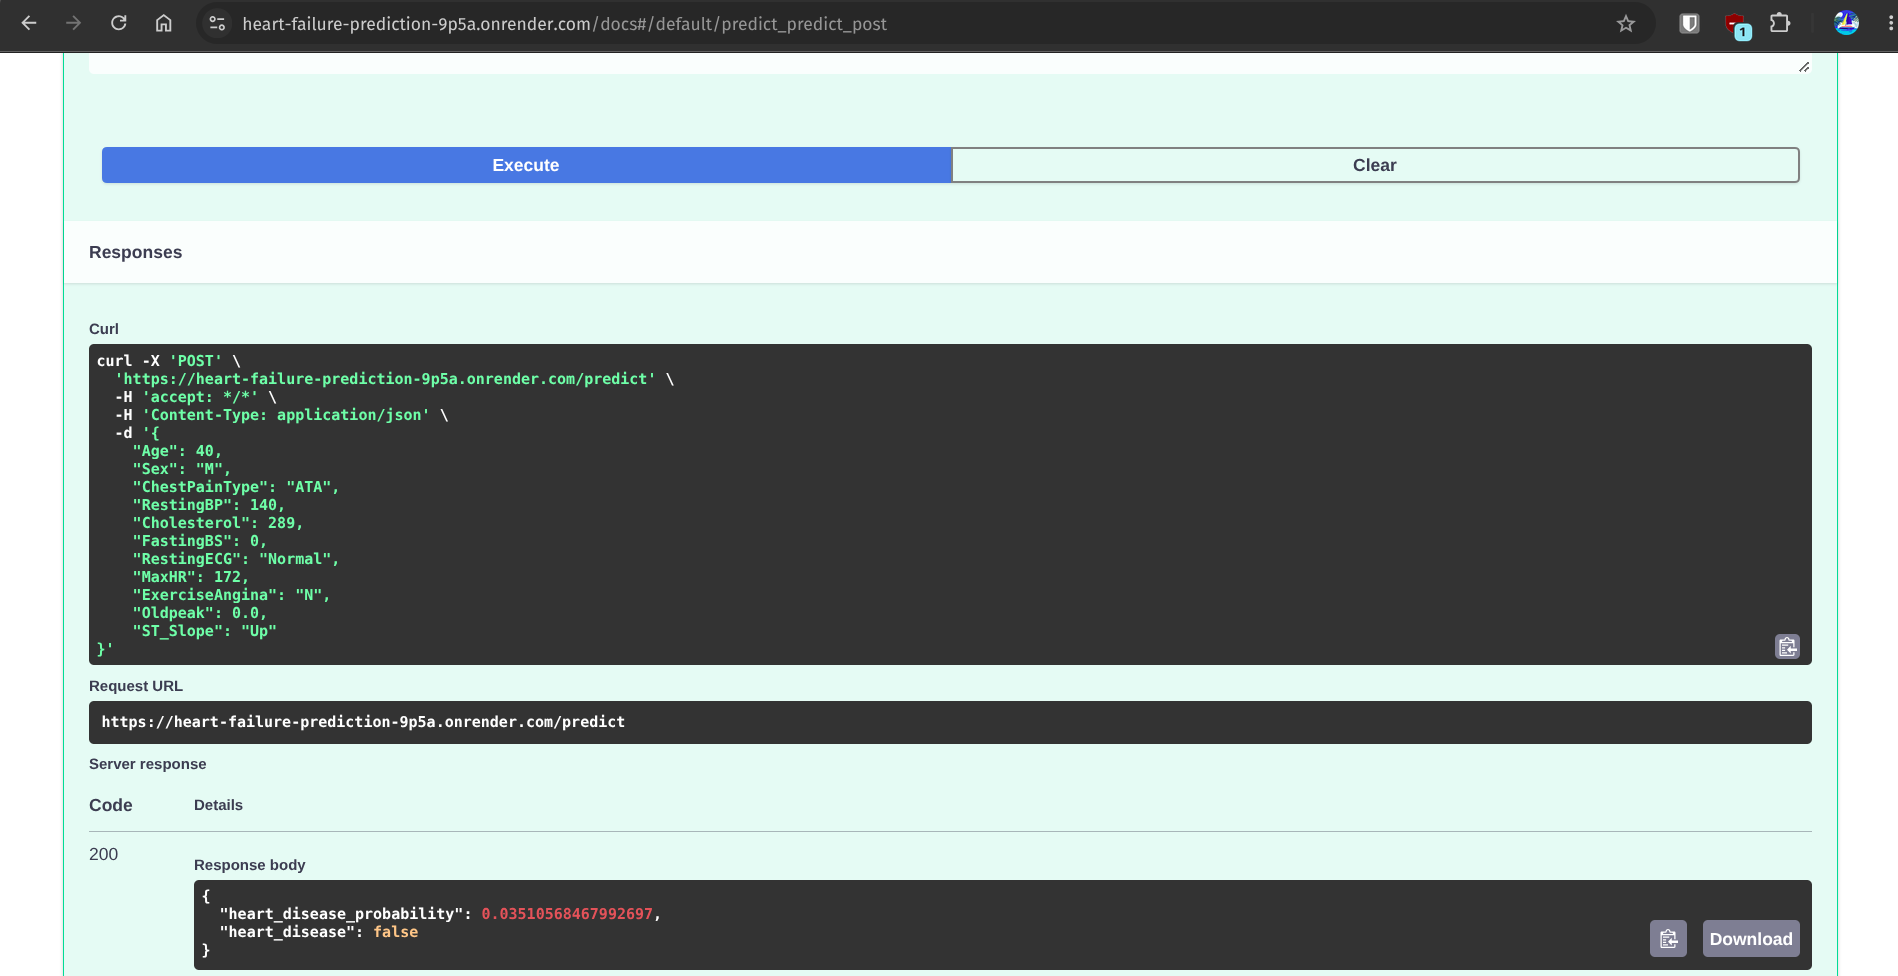 heart-failure-prediction-9p5a.onrender.com/docs#/default/predict_predict_post
1
Execute
Clear
Responses
Curl
curl -X 'POST' \
  'https://heart-failure-prediction-9p5a.onrender.com/predict' \
  -H 'accept: */*' \
  -H 'Content-Type: application/json' \
  -d '{
    "Age": 40,
    "Sex": "M",
    "ChestPainType": "ATA",
    "RestingBP": 140,
    "Cholesterol": 289,
    "FastingBS": 0,
    "RestingECG": "Normal",
    "MaxHR": 172,
    "ExerciseAngina": "N",
    "Oldpeak": 0.0,
    "ST_Slope": "Up"
}'
Request URL
https://heart-failure-prediction-9p5a.onrender.com/predict
Server response
Code Details
200
Response body
{
  "heart_disease_probability": 0.03510568467992697,
  "heart_disease": false
}
Download